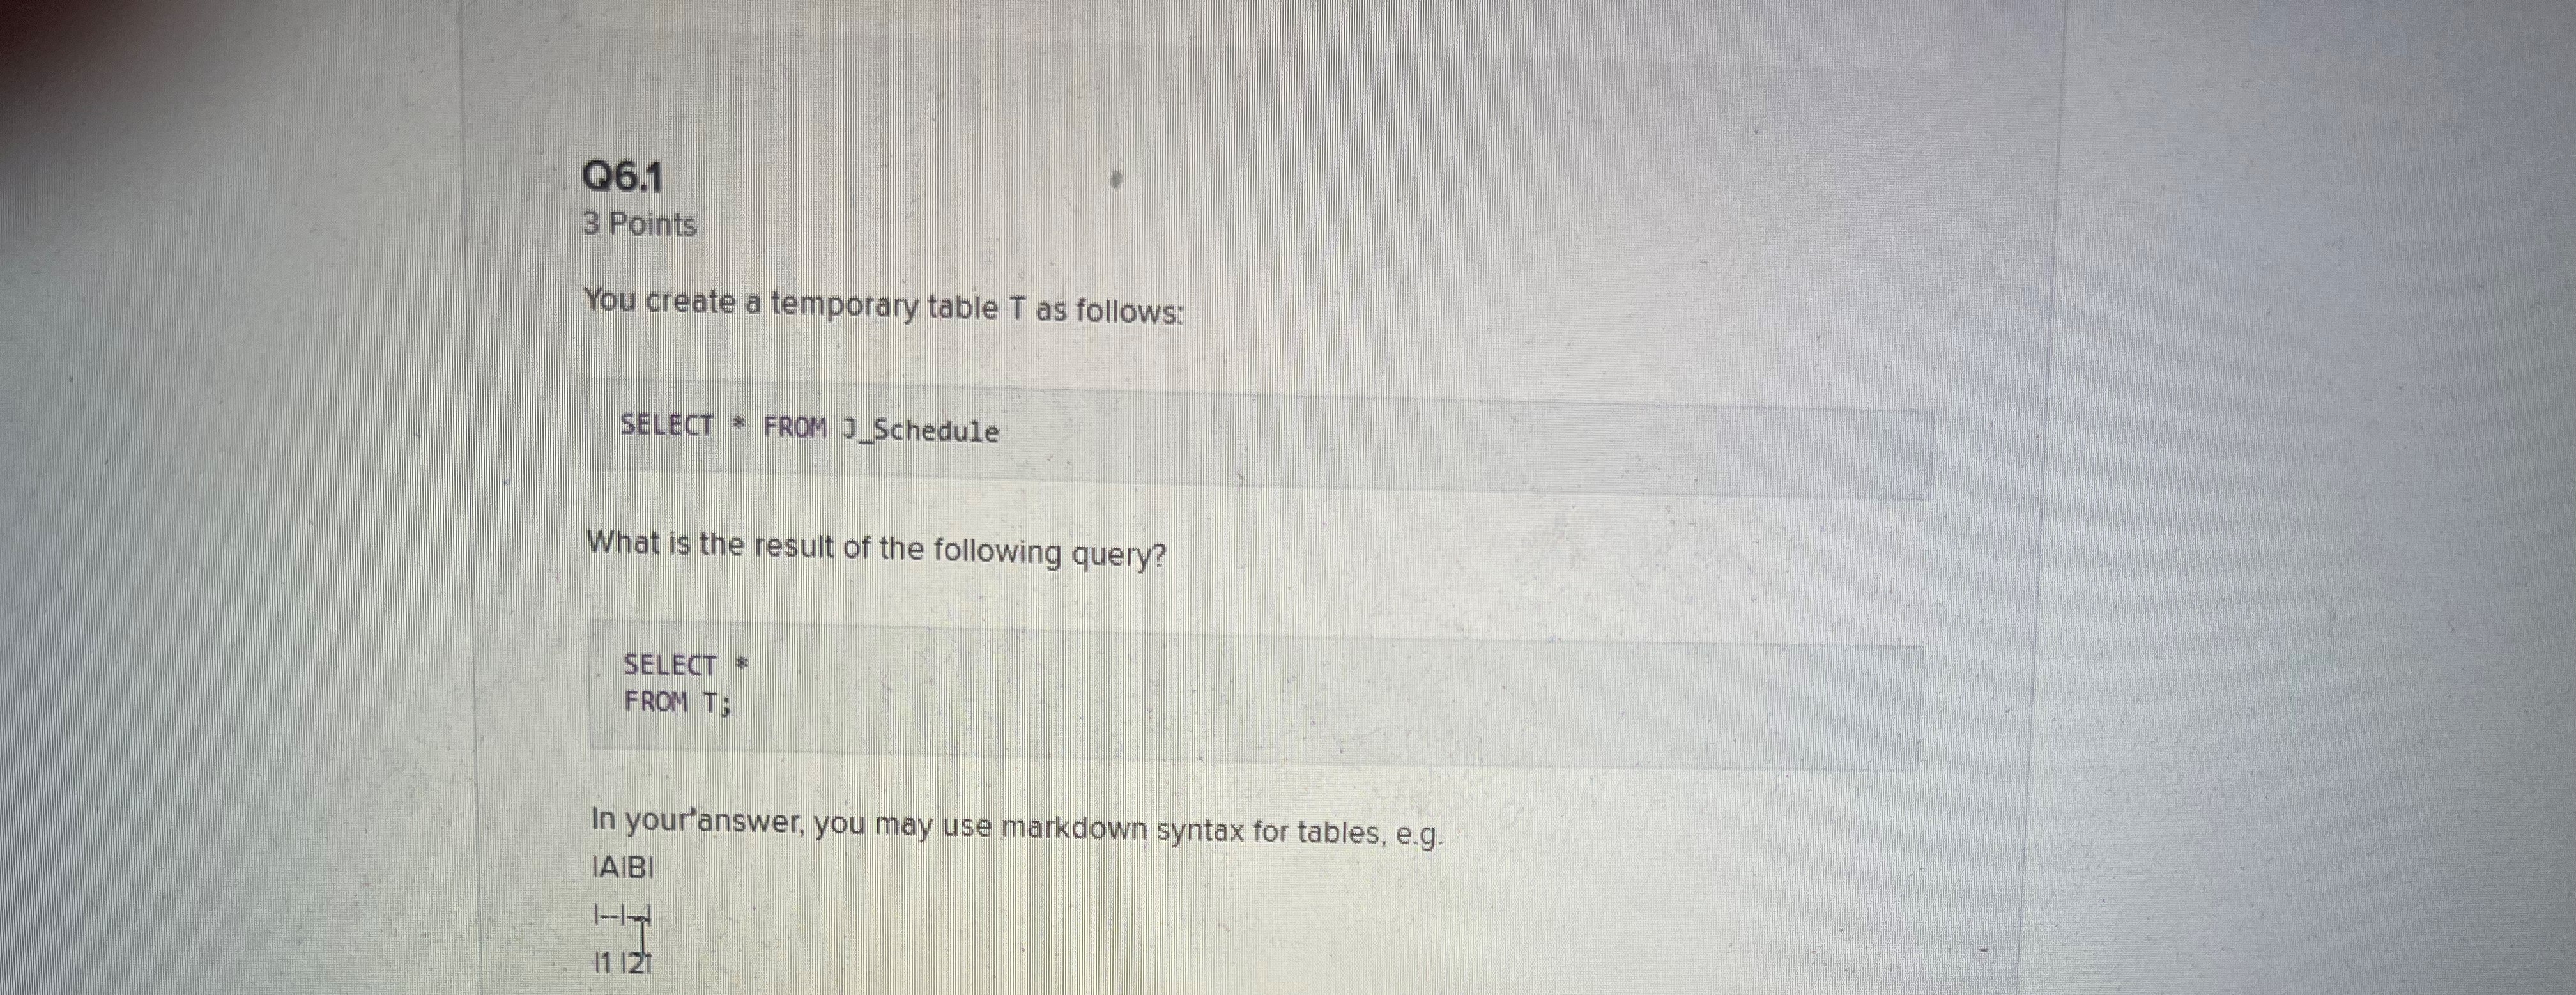 Q6.1
3 Points
You create a temporary table T as follows:
SELECT * FROM J_Schedule
What is the result of the following query?
SELECT *
FROM T;
In your answer, you may use markdown syntax for tables, e.g.
|A|B|
|--|--|
|1 |2|